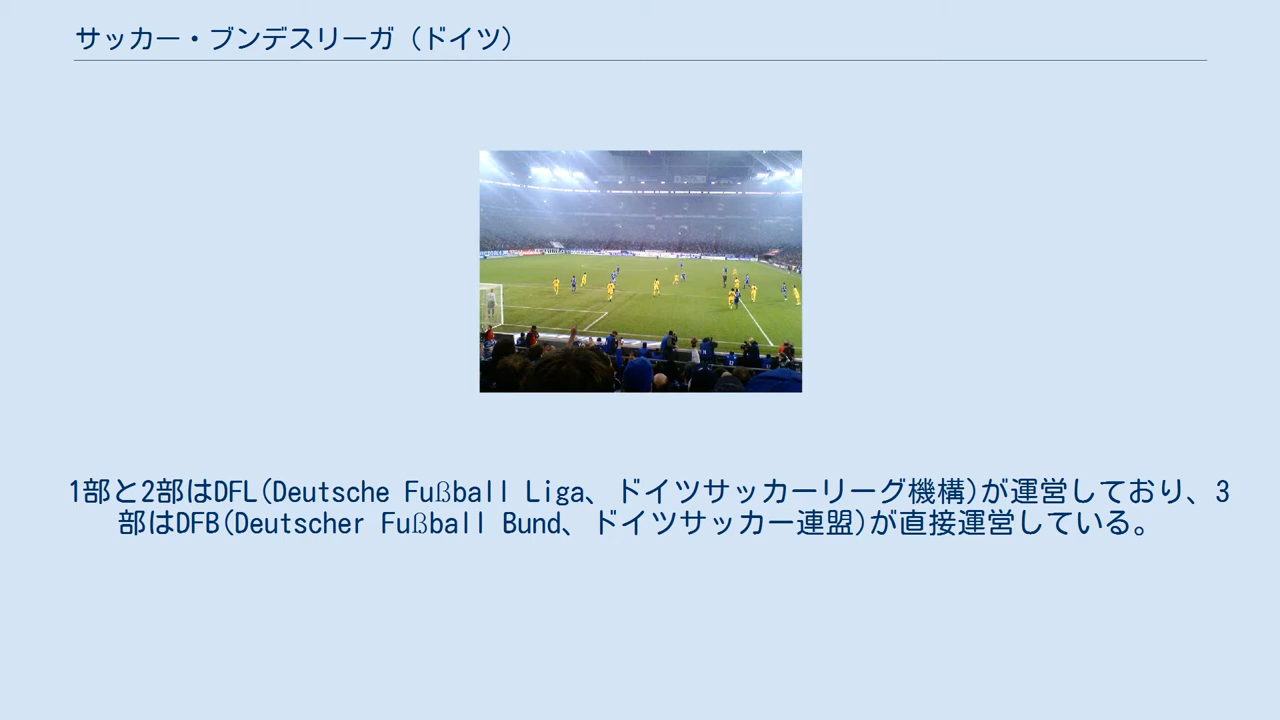 サッカー・ブンデスリーガ（ドイツ）
1部と2部はDFL(Deutsche Fußball Liga、ドイツサッカーリーグ機構)が運営しており、3
部はDFB(Deutscher Fußball Bund、ドイツサッカー連盟)が直接運営している。